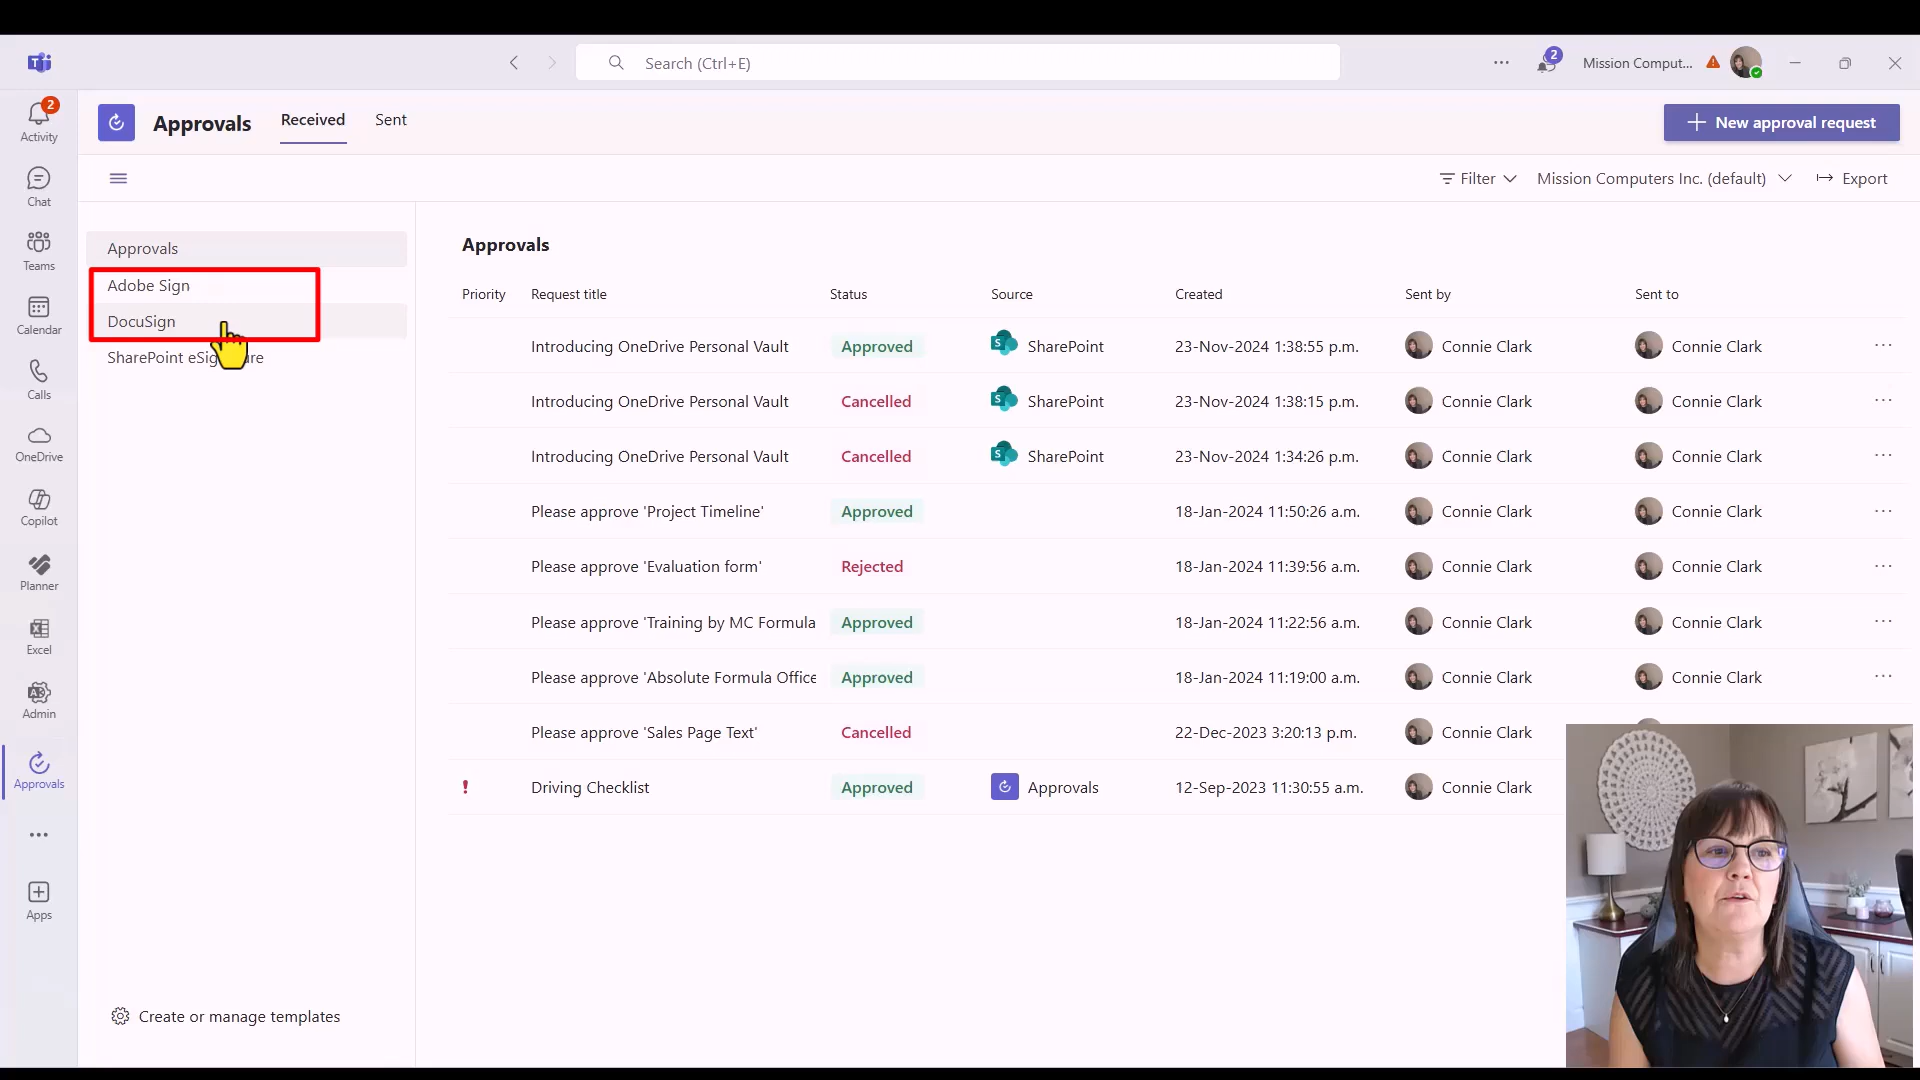 Search (Ctrl+E)
2
Mission Comput...
2
Activity
Chat
Teams
Calendar
Calls
OneDrive
Copilot
Planner
Excel
Admin
Approvals
Apps
Approvals
Received
Sent
New approval request
Filter
Mission Computers Inc. (default)
Export
Approvals
Adobe Sign
DocuSign
SharePoint
Create or manage templates
Approvals
Priority Request title Status Source Created Sent by Sent to
Introducing OneDrive Personal Vault Approved SharePoint 23-Nov-2024 1:38:55 p.m. Connie Clark Connie Clark
Introducing OneDrive Personal Vault Cancelled SharePoint 23-Nov-2024 1:38:15 p.m. Connie Clark Connie Clark
Introducing OneDrive Personal Vault Cancelled SharePoint 23-Nov-2024 1:34:26 p.m. Connie Clark Connie Clark
Please approve 'Project Timeline' Approved 18-Jan-2024 11:50:26 a.m. Connie Clark Connie Clark
Please approve 'Evaluation form' Rejected 18-Jan-2024 11:39:56 a.m. Connie Clark Connie Clark
Please approve 'Training by MC Formula Approved 18-Jan-2024 11:22:56 a.m. Connie Clark Connie Clark
Please approve 'Absolute Formula Office Approved 18-Jan-2024 11:19:00 a.m. Connie Clark Connie Clark
Please approve 'Sales Page Text' Cancelled 22-Dec-2023 3:20:13 p.m. Connie Clark
! Driving Checklist Approved Approvals 12-Sep-2023 11:30:55 a.m. Connie Clark